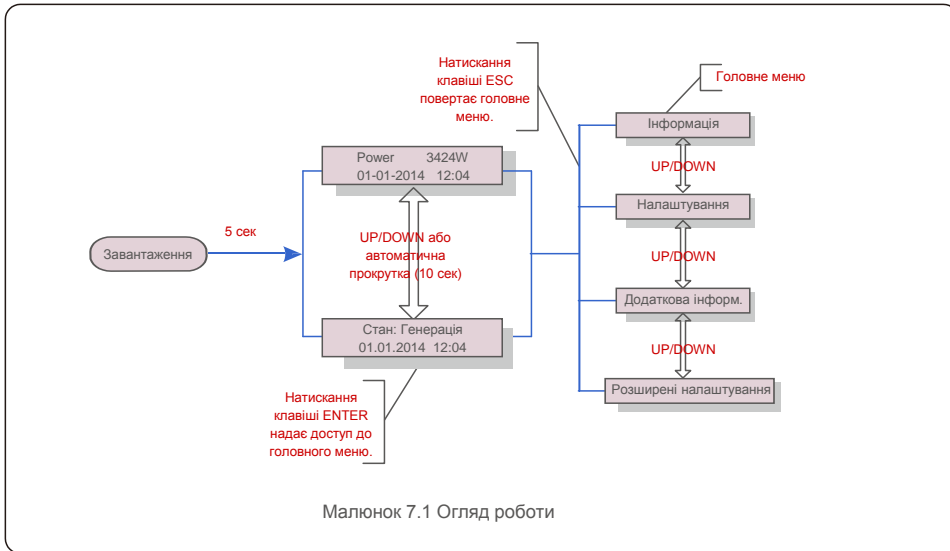 Натискання
клавіші ESC
повертає головне
меню.
Головне меню
Інформація
UP/DOWN
Налаштування
UP/DOWN
Додаткова інформ.
UP/DOWN
Розширені налаштування
Power 3424W
01-01-2014 12:04
5 сек
Завантаження
UP/DOWN або
автоматична
прокрутка (10 сек)
Стан: Генерація
01.01.2014 12:04
Натискання
клавіші ENTER
надає доступ до
головного меню.
Малюнок 7.1 Огляд роботи